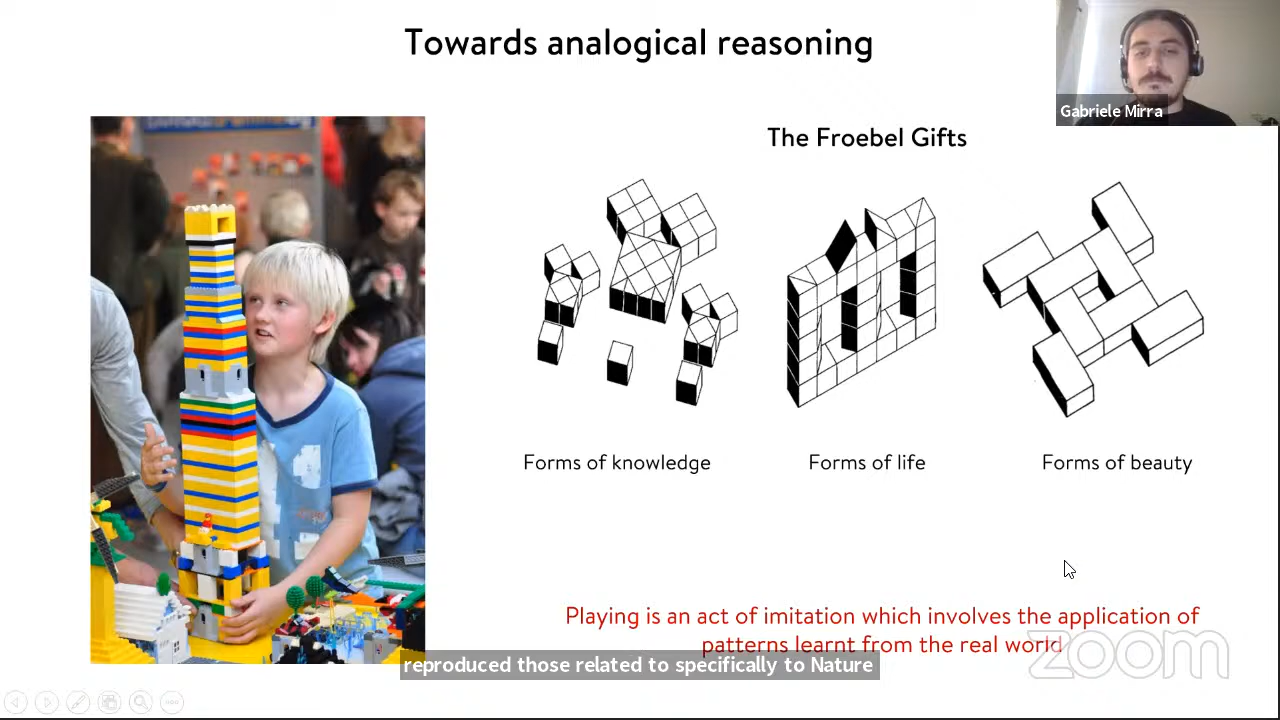 Towards analogical reasoning
Gabriele Mirra
The Froebel Gifts
Forms of knowledge
Forms of life
Forms of beauty
Playing is an act of imitation which involves the application of
patterns learnt from the real world
zoom
reproduced those related to specifically to Nature